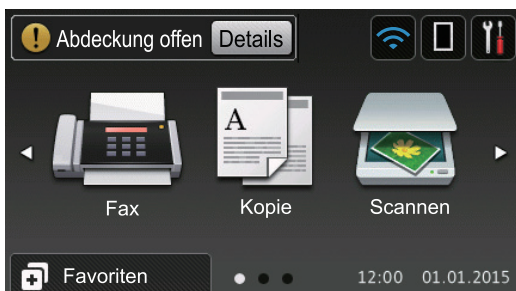 Abdeckung offen Details
A
Fax Kopie Scannen
Favoriten 12:00 01.01.2015